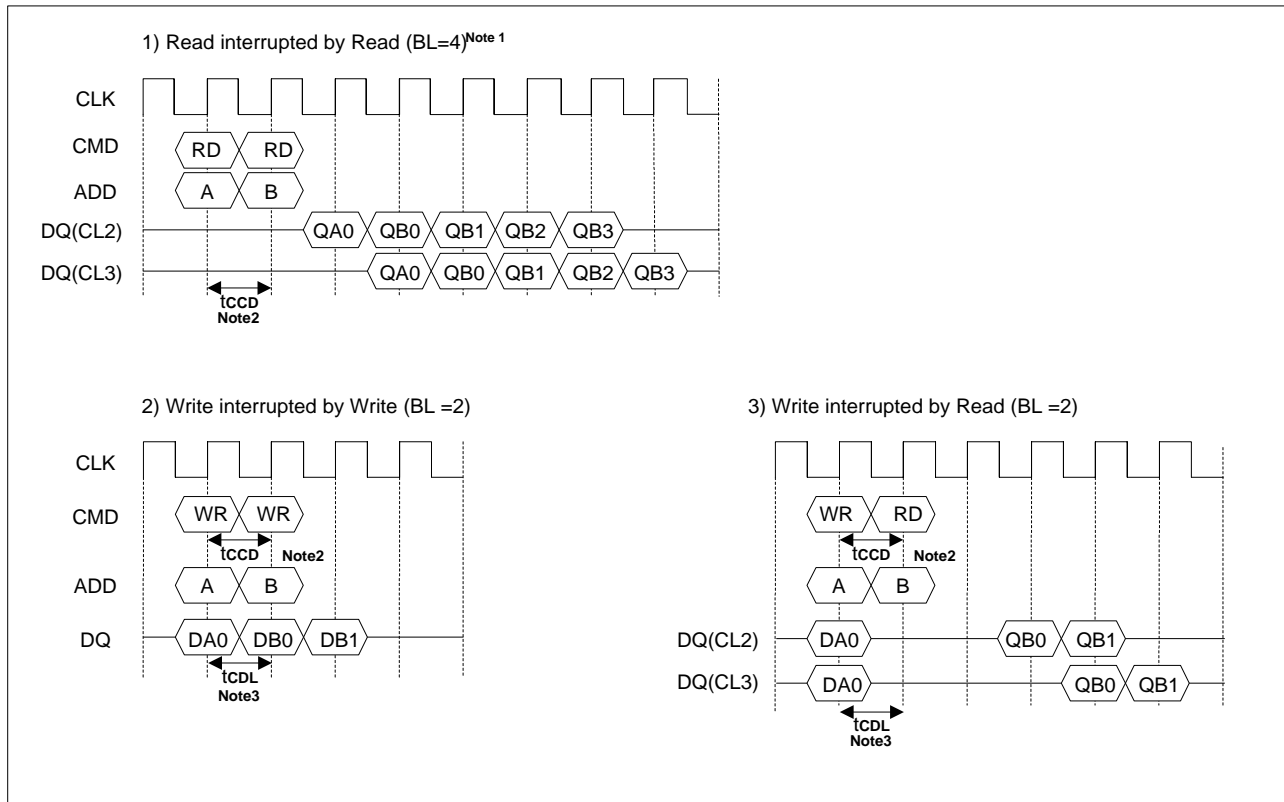 1) Read interrupted by Read (BL=4)Note 1
CLK
CMD RD RD
ADD A B
DQ(CL2) QA0 QB0 QB1 QB2 QB3
DQ(CL3) QA0 QB0 QB1 QB2 QB3
tCCD
Note2
2) Write interrupted by Write (BL =2)
CLK
CMD WR WR
tCCD Note2
ADD A B
DQ DA0 DB0 DB1
tCDL
Note3
3) Write interrupted by Read (BL =2)
WR RD
tCCD Note2
A B
DQ(CL2) DA0 QB0 QB1
DQ(CL3) DA0 QB0 QB1
tCDL
Note3